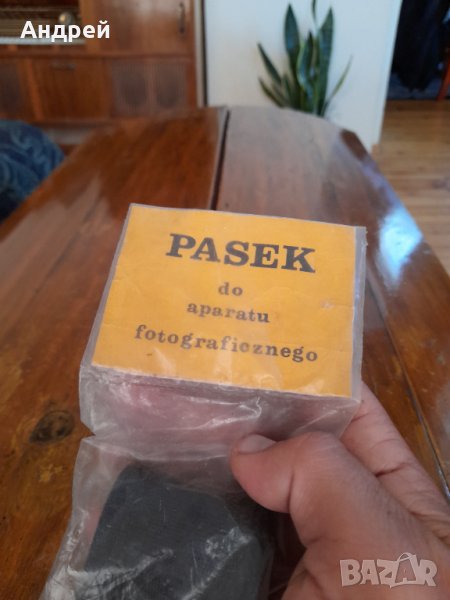 Андрей
PASEK
do
aparatu
fotograficznego
BAZAR